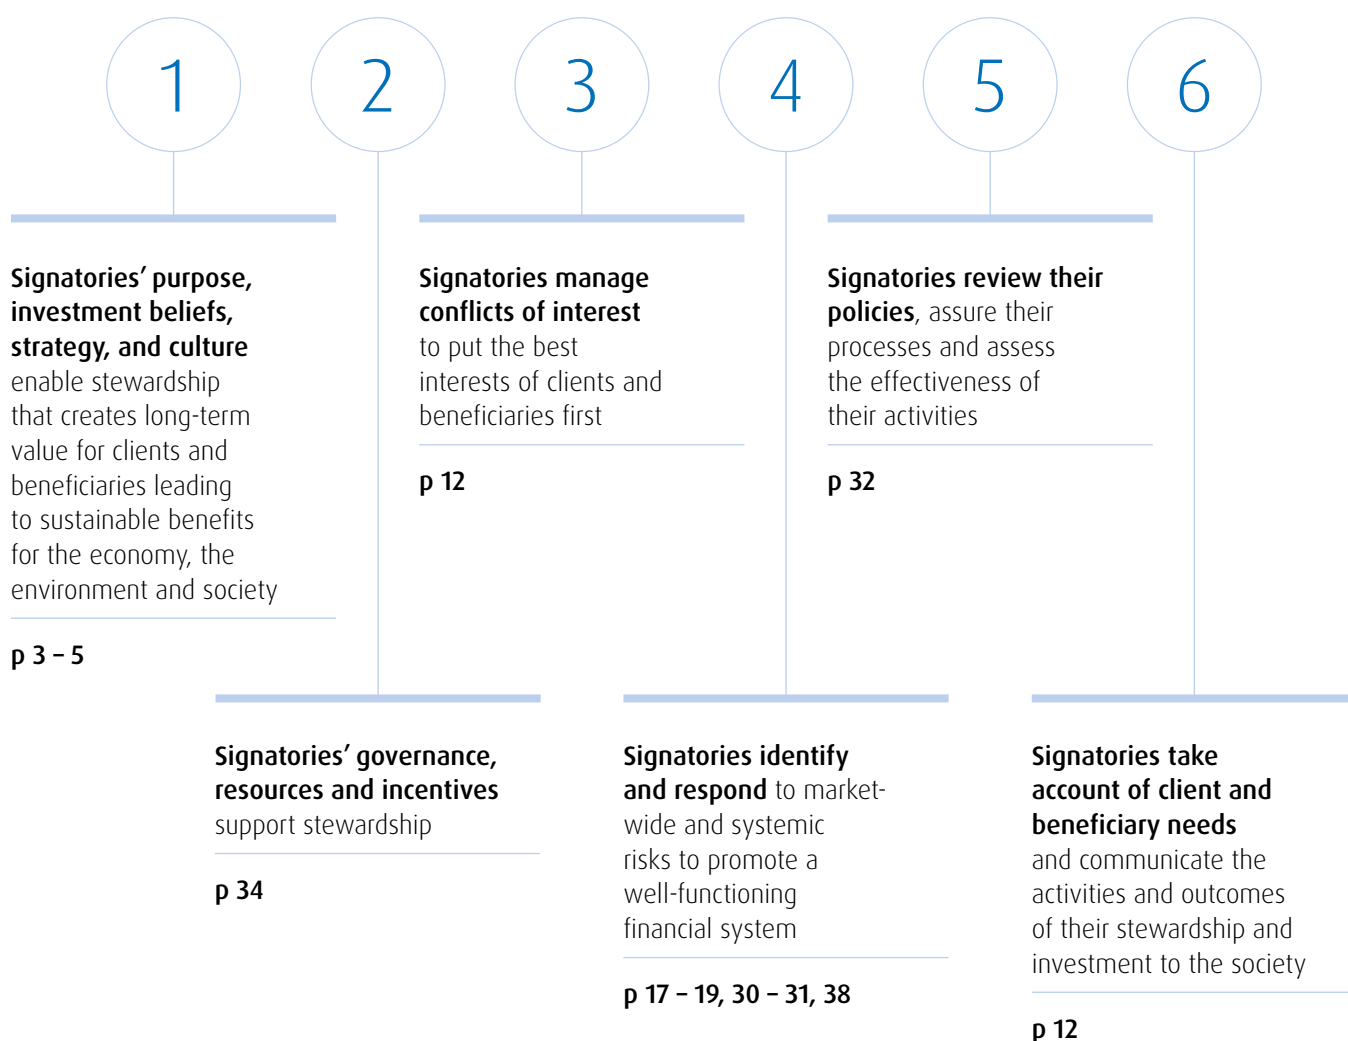 1
2
3
4
5
6
Signatories’ purpose,
investment beliefs,
strategy, and culture
enable stewardship
that creates long-term
value for clients and
beneficiaries leading
to sustainable benefits
for the economy, the
environment and society
p 3 – 5
Signatories’ governance,
resources and incentives
support stewardship
p 34
Signatories manage
conflicts of interest
to put the best
interests of clients and
beneficiaries first
p 12
Signatories identify
and respond to market-
wide and systemic
risks to promote a
well-functioning
financial system
p 17 – 19, 30 – 31, 38
Signatories review their
policies, assure their
processes and assess
the effectiveness of
their activities
p 32
Signatories take
account of client and
beneficiary needs
and communicate the
activities and outcomes
of their stewardship and
investment to the society
p 12